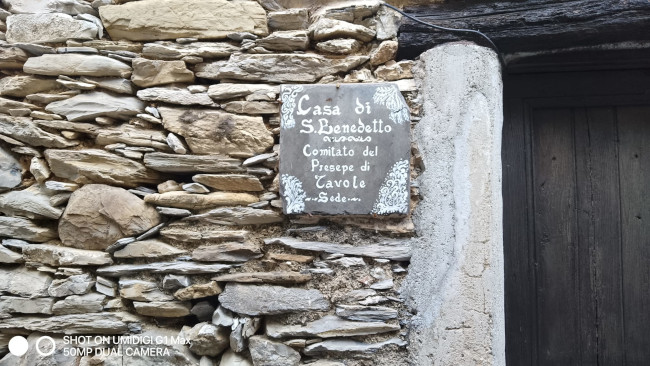 Casa di
S. Benedetto
Comitato del
Presepe di
Tavole
Sede
SHOT ON UMIDIGI G1 Max
50MP DUAL CAMERA